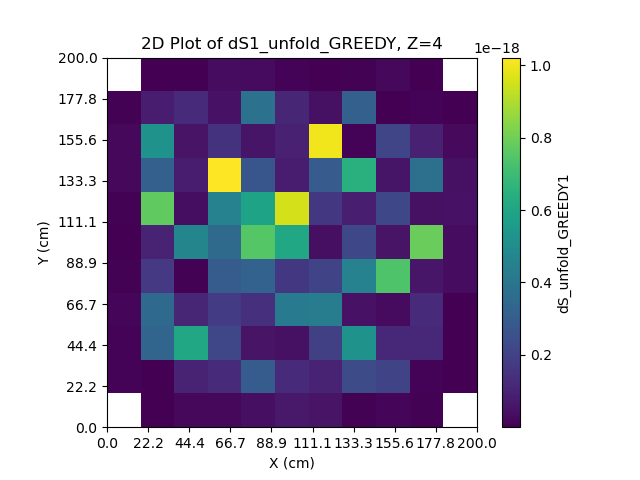 2D Plot of dS1_unfold_GREEDY, Z=4
1e−18
200.0
177.8
155.6
133.3
111.1
88.9
66.7
44.4
22.2
0.0
Y (cm)
0.0 22.2 44.4 66.7 88.9 111.1 133.3 155.6 177.8 200.0
X (cm)
1.0
0.8
0.6
0.4
0.2
dS_unfold_GREEDY1